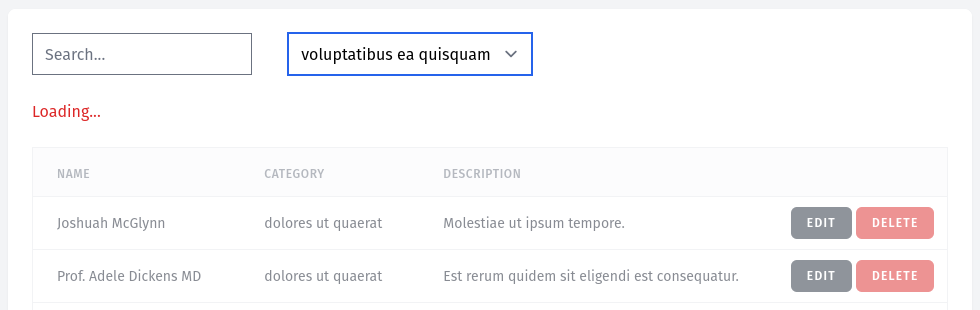 Search...
voluptatibus ea quisquam
Loading...
NAME CATEGORY DESCRIPTION
Joshuah McGlynn dolores ut quaerat Molestiae ut ipsum tempore. EDIT DELETE
Prof. Adele Dickens MD dolores ut quaerat Est rerum quidem sit eligendi est consequatur. EDIT DELETE